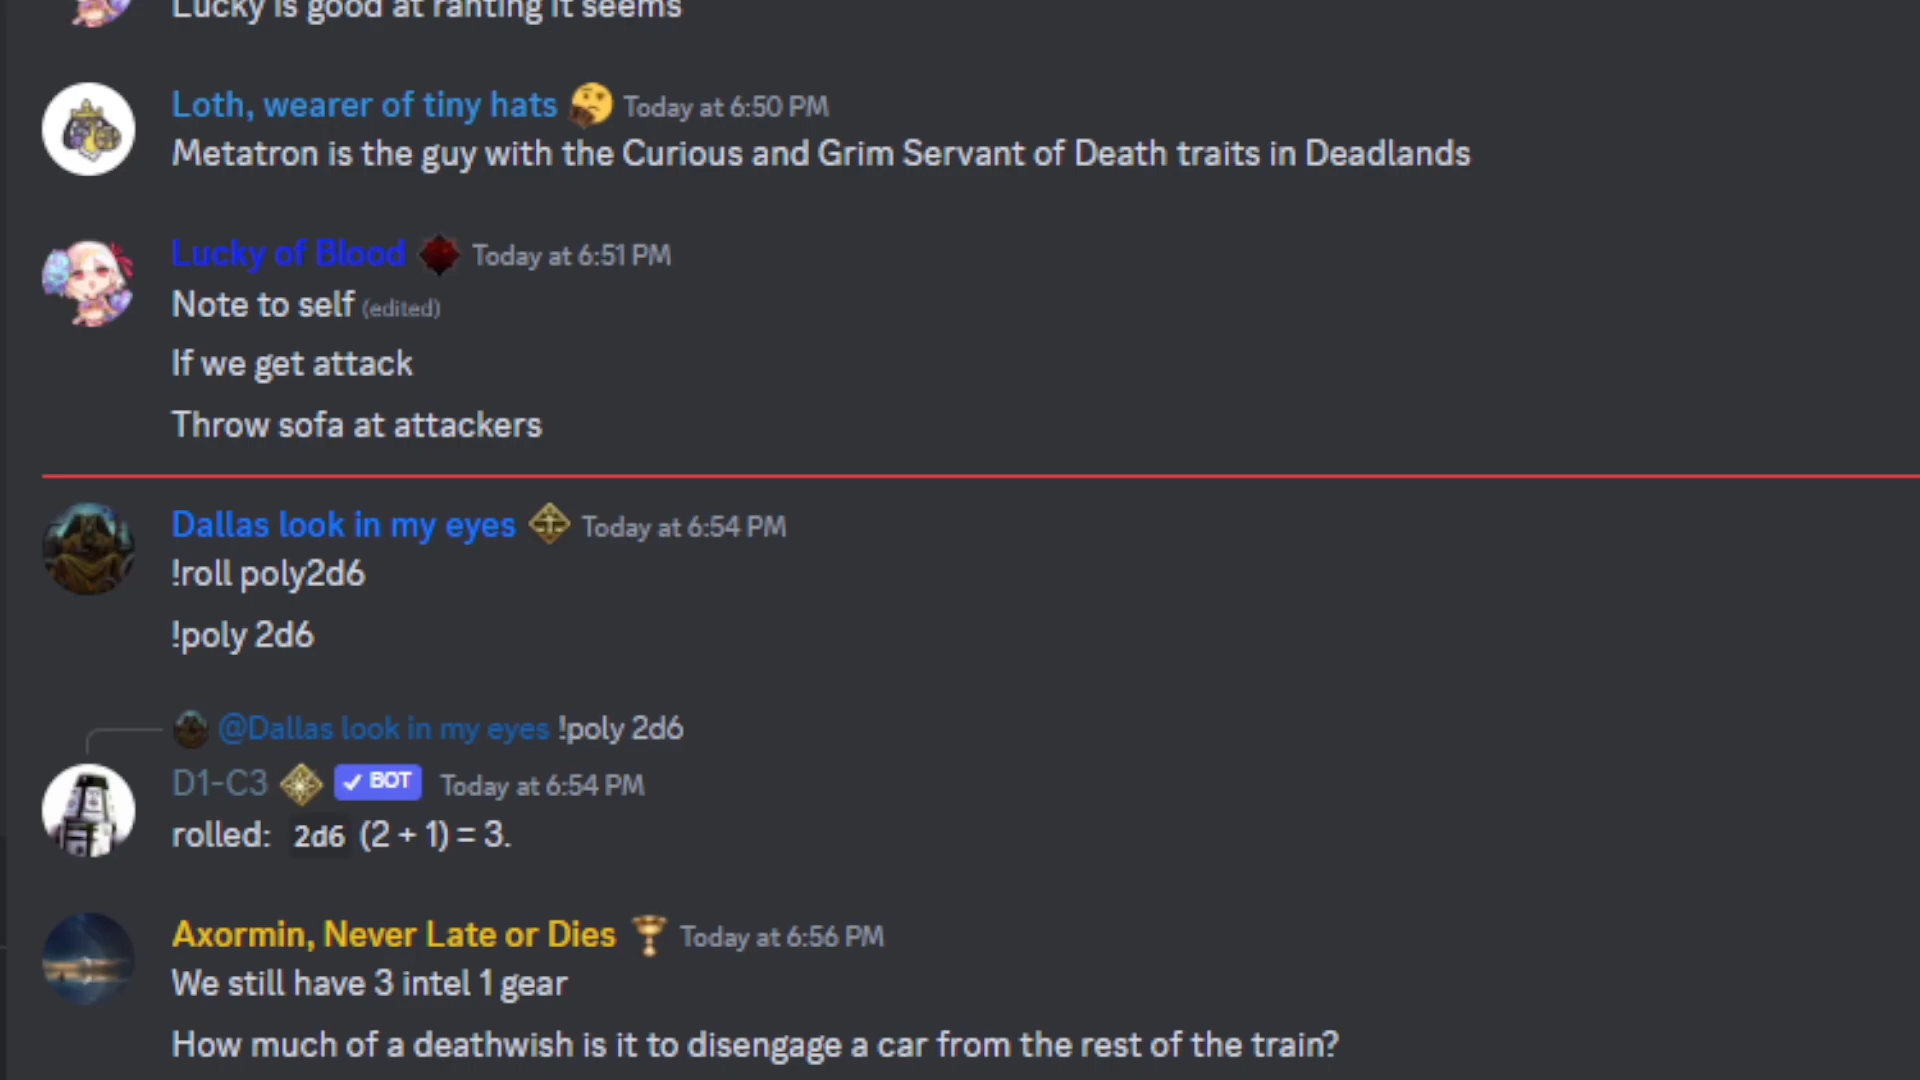 Lucky is good at ranting it seems
Loth, wearer of tiny hats Today at 6:50 PM
Metatron is the guy with the Curious and Grim Servant of Death traits in Deadlands
Lucky of Blood Today at 6:51 PM
Note to self (edited)
If we get attack
Throw sofa at attackers
Dallas look in my eyes Today at 6:54 PM
!roll poly2d6
!poly 2d6
@Dallas look in my eyes !poly 2d6
D1-C3 ✓ BOT Today at 6:54 PM
rolled: 2d6 (2 + 1) = 3.
Axormin, Never Late or Dies Today at 6:56 PM
We still have 3 intel 1 gear
How much of a deathwish is it to disengage a car from the rest of the train?